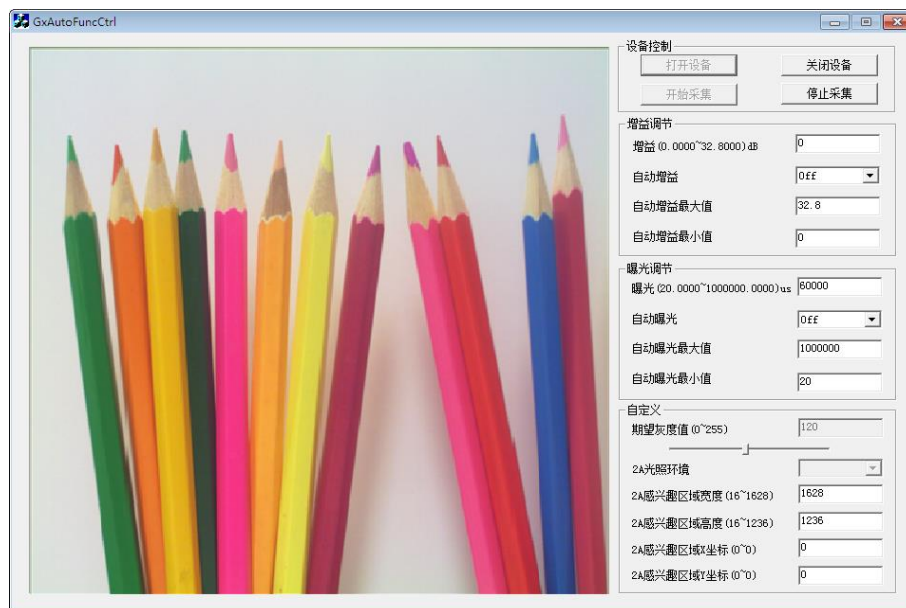 GxAutoFuncCtrl
设备控制
打开设备 关闭设备
开始采集 停止采集
增益调节
增益(0.0000~32.8000)dB 0
自动增益 Off
自动增益最大值 32.8
自动增益最小值 0
曝光调节
曝光(20.0000~1000000.0000)us 60000
自动曝光 Off
自动曝光最大值 1000000
自动曝光最小值 20
自定义
期望灰度值(0~255) 120
2A光照环境
2A感兴趣区域宽度(16~1628) 1628
2A感兴趣区域高度(16~1236) 1236
2A感兴趣区域X坐标(0~0) 0
2A感兴趣区域Y坐标(0~0) 0